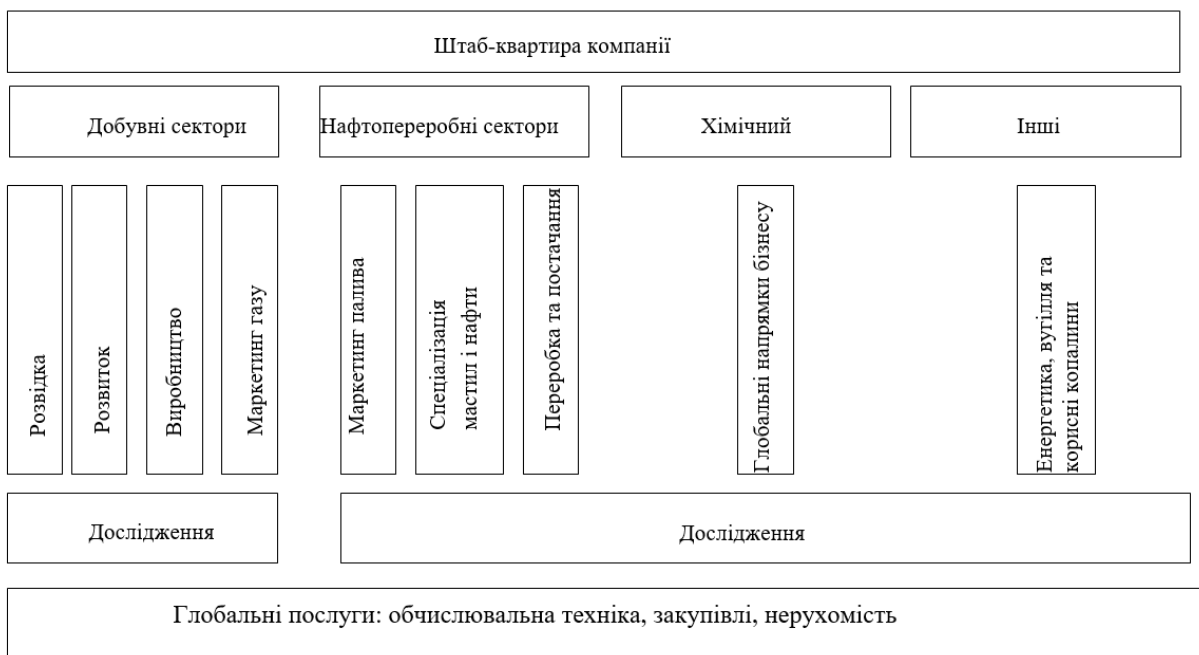 Штаб-квартира компанії
Добувні сектори
Нафтопереробні сектори
Хімічний
Інші
Розвідка
Розвиток
Виробництво
Маркетинг газу
Маркетинг палива
Спеціалізація
мастил і нафти
Переробка та постачання
Глобальні напрямки бізнесу
Енергетика, вугілля та
корисні копалини
Дослідження
Дослідження
Глобальні послуги: обчислювальна техніка, закупівлі, нерухомість